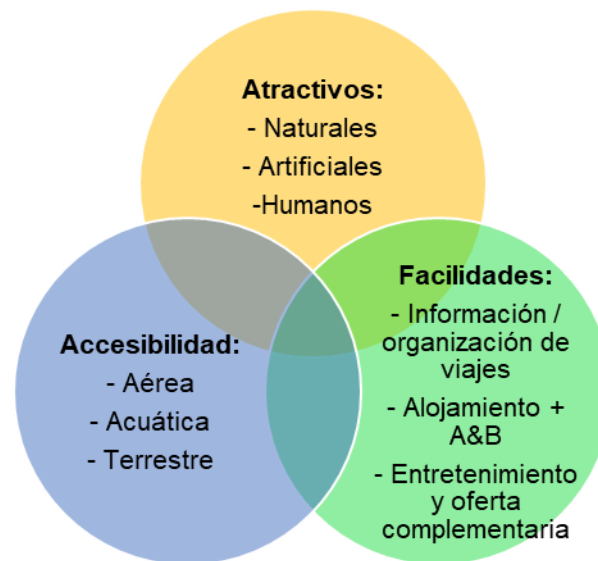 Atractivos:
- Naturales
- Artificiales
-Humanos
Accesibilidad:
- Aérea
- Acuática
- Terrestre
Facilidades:
- Información /
organización de
viajes
- Alojamiento +
A&B
- Entretenimiento
y oferta
complementaria